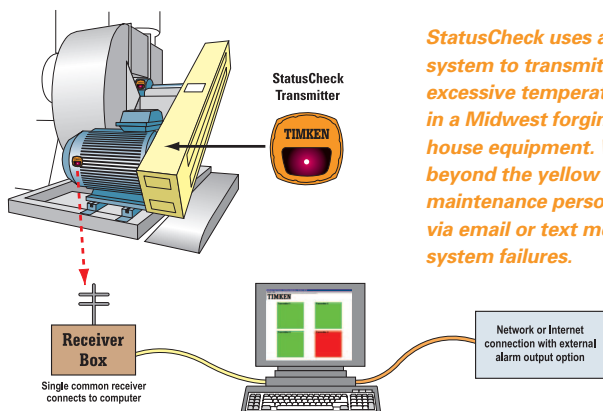 StatusCheck uses a
system to transmit
excessive temperat
in a Midwest forgin
house equipment.
beyond the yellow
maintenance perso
via email or text m
system failures.
StatusCheck
Transmitter
TIMKEN
TIMKEN
Receiver
Box
Single common receiver
connects to computer
Network or Internet
connection with external
alarm output option